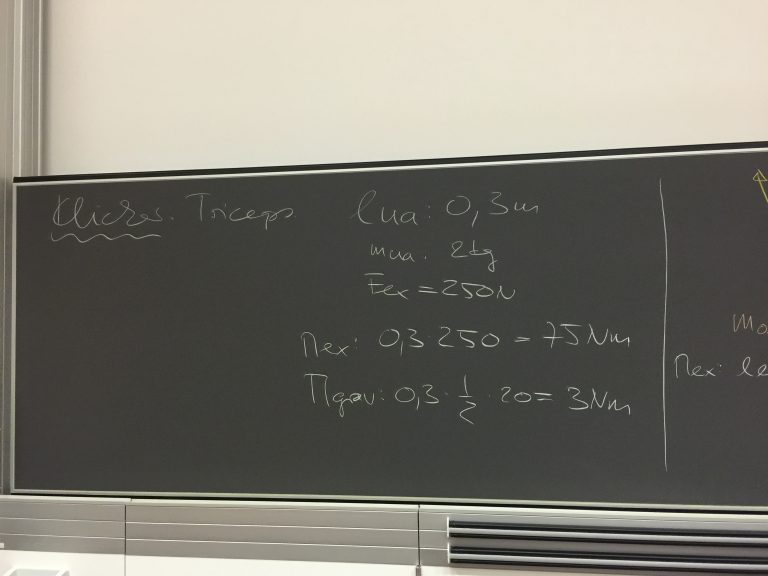 Klickes. Triceps
lua: 0,3m
mua. 2kg
Fex = 250N
Mex: 0,3·250 = 75Nm
Mgrav: 0,3·1/2·20= 3Nm
Mex: le